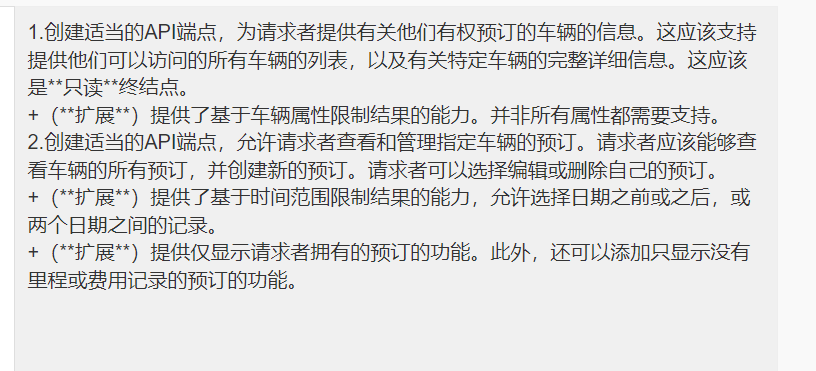 1.创建适当的API端点，为请求者提供有关他们有权预订的车辆的信息。这应该支持
提供他们可以访问的所有车辆的列表，以及有关特定车辆的完整详细信息。这应该
是**只读**终结点。
+（**扩展**）提供了基于车辆属性限制结果的能力。并非所有属性都需要支持。
2.创建适当的API端点，允许请求者查看和管理指定车辆的预订。请求者应该能够查
看车辆的所有预订，并创建新的预订。请求者可以选择编辑或删除自己的预订。
+（**扩展**）提供了基于时间范围限制结果的能力，允许选择日期之前或之后，或
两个日期之间的记录。
+（**扩展**）提供仅显示请求者拥有的预订的功能。此外，还可以添加只显示没有
里程或费用记录的预订的功能。